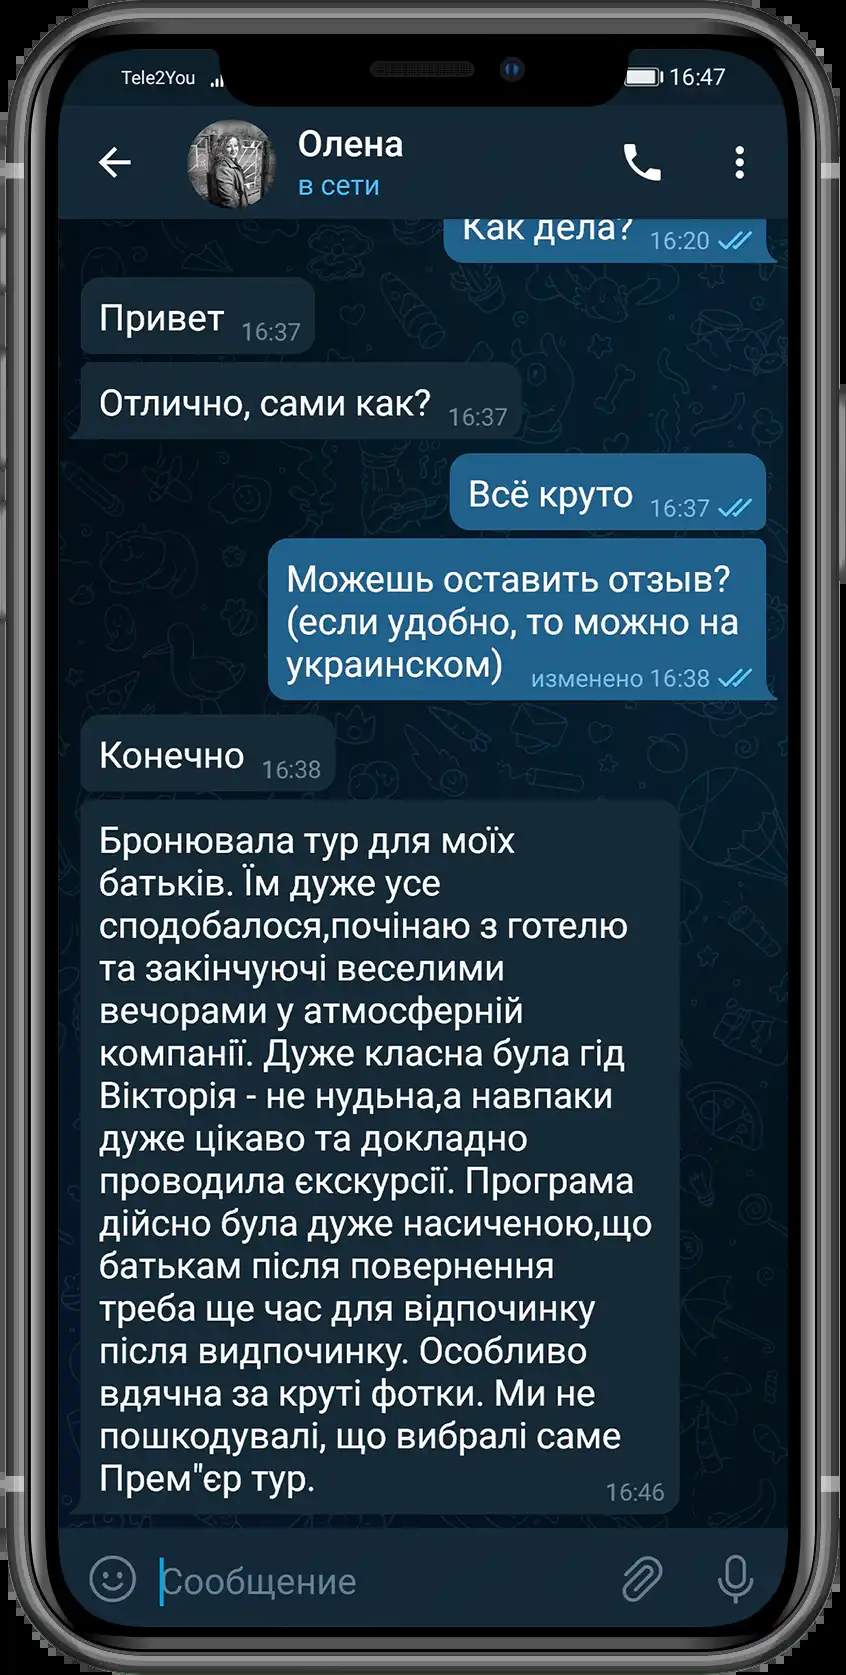 Tele2You 16:47
Олена
в сети
Как дела? 16:20
Привет 16:37
Отлично, сами как? 16:37
Всё круто 16:37
Можешь оставить отзыв?
(если удобно, то можно на
украинском) изменено 16:38
Конечно 16:38
Бронювала тур для моїх
батьків. Їм дуже усе
сподобалося,почінаю з готелю
та закінчуючі веселими
вечорами у атмосферній
компанії. Дуже класна була гід
Вікторія - не нудьна,а навпаки
дуже цікаво та докладно
проводила єкскурсії. Програма
дійсно була дуже насиченою,що
батькам після повернення
треба ще час для відпочинку
після видпочинку. Особливо
вдячна за круті фотки. Ми не
пошкодувалі, що вибралі саме
Прем"єр тур. 16:46
Сообщение